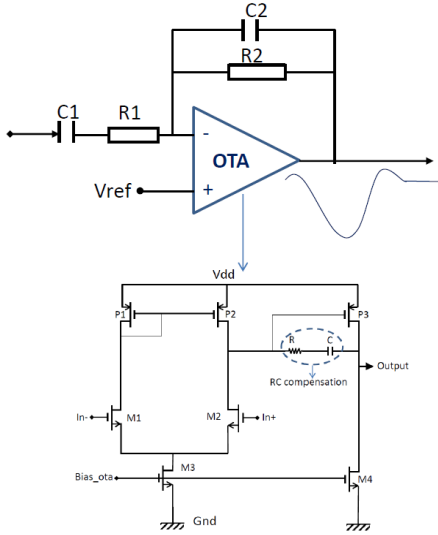 C2
R2
C1
R1
-
OTA
Vref
+
Vdd
P1
P2
P3
R
C
Output
RC compensation
In-
M1
M2
In+
M3
Bias_ota
M4
Gnd